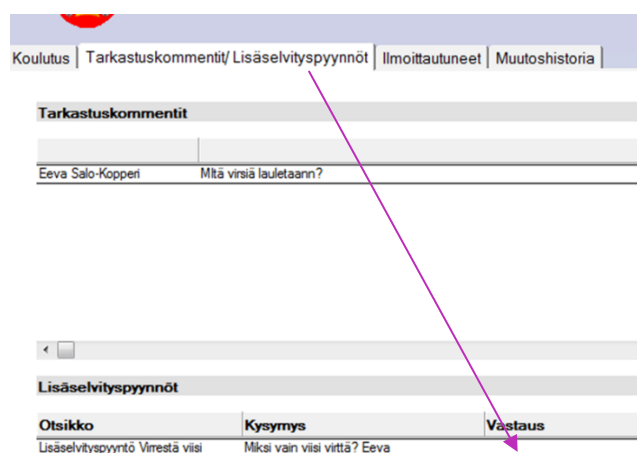 Koulutus Tarkastuskommentit/ Lisäselvityspyynnöt Ilmoittautuneet Muutoshistoria
Tarkastuskommentit
Eeva Salo-Kopperi MItä virsiä lauletaann?
Lisäselvityspyynnöt
Otsikko Kysymys Vastaus
Lisäselvityspyyntö Virrestä viisi Miksi vain viisi virttä? Eeva